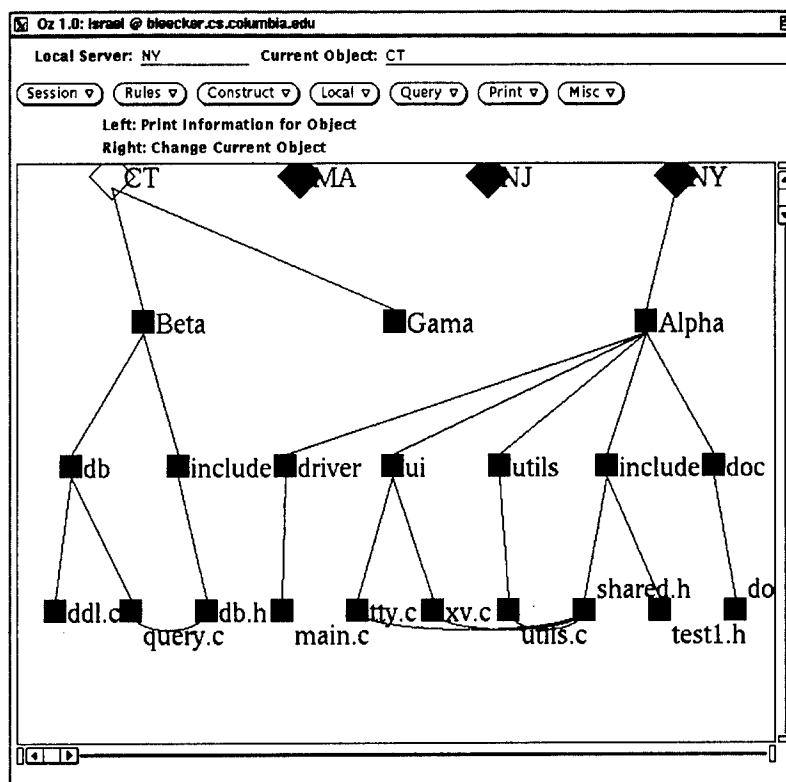 Oz 1.0: Israel @ bleecker.cs.columbia.edu
Local Server: NY Current Object: CT
Session Rules Construct Local Query Print Misc
Left: Print Information for Object
Right: Change Current Object
CT MA NJ NY
Beta Gama Alpha
db include driver ui utils include doc
shared.h do
ddl.c db.h tty.c xv.c
query.c main.c utils.c test1.h